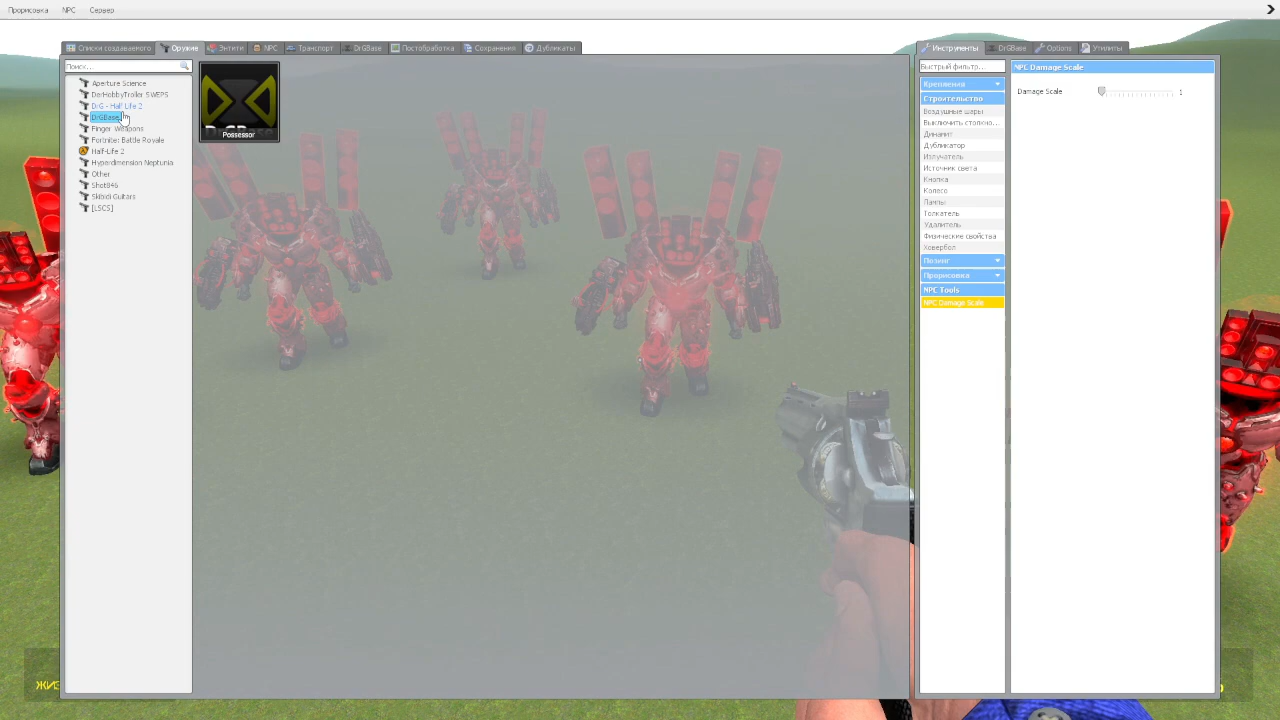 Прорисовка NPC Сервер
Списки создаваемого Оружие Энтити NPC Транспорт DrGBase Постобработка Сохранения Дубликаты
Поиск...
Aperture Science
DerHobbyTroller SWEPS
DrG - Half Life 2
DrGBase
Finger Weapons
Fortnite: Battle Royale
Half-Life 2
Hyperdimension Neptunia
Other
Shot846
Skibidi Guitars
[LSCS]
Possessor
Инструменты DrGBase Options Утилиты
Быстрый фильтр...
Крепления
Строительство
Воздушные шары
Выключить столкно...
Динамит
Дубликатор
Излучатель
Источник света
Кнопка
Колесо
Лампы
Толкатель
Удалитель
Физические свойства
Ховербол
Позинг
Прорисовка
NPC Tools
NPC Damage Scale
NPC Damage Scale
Damage Scale 1